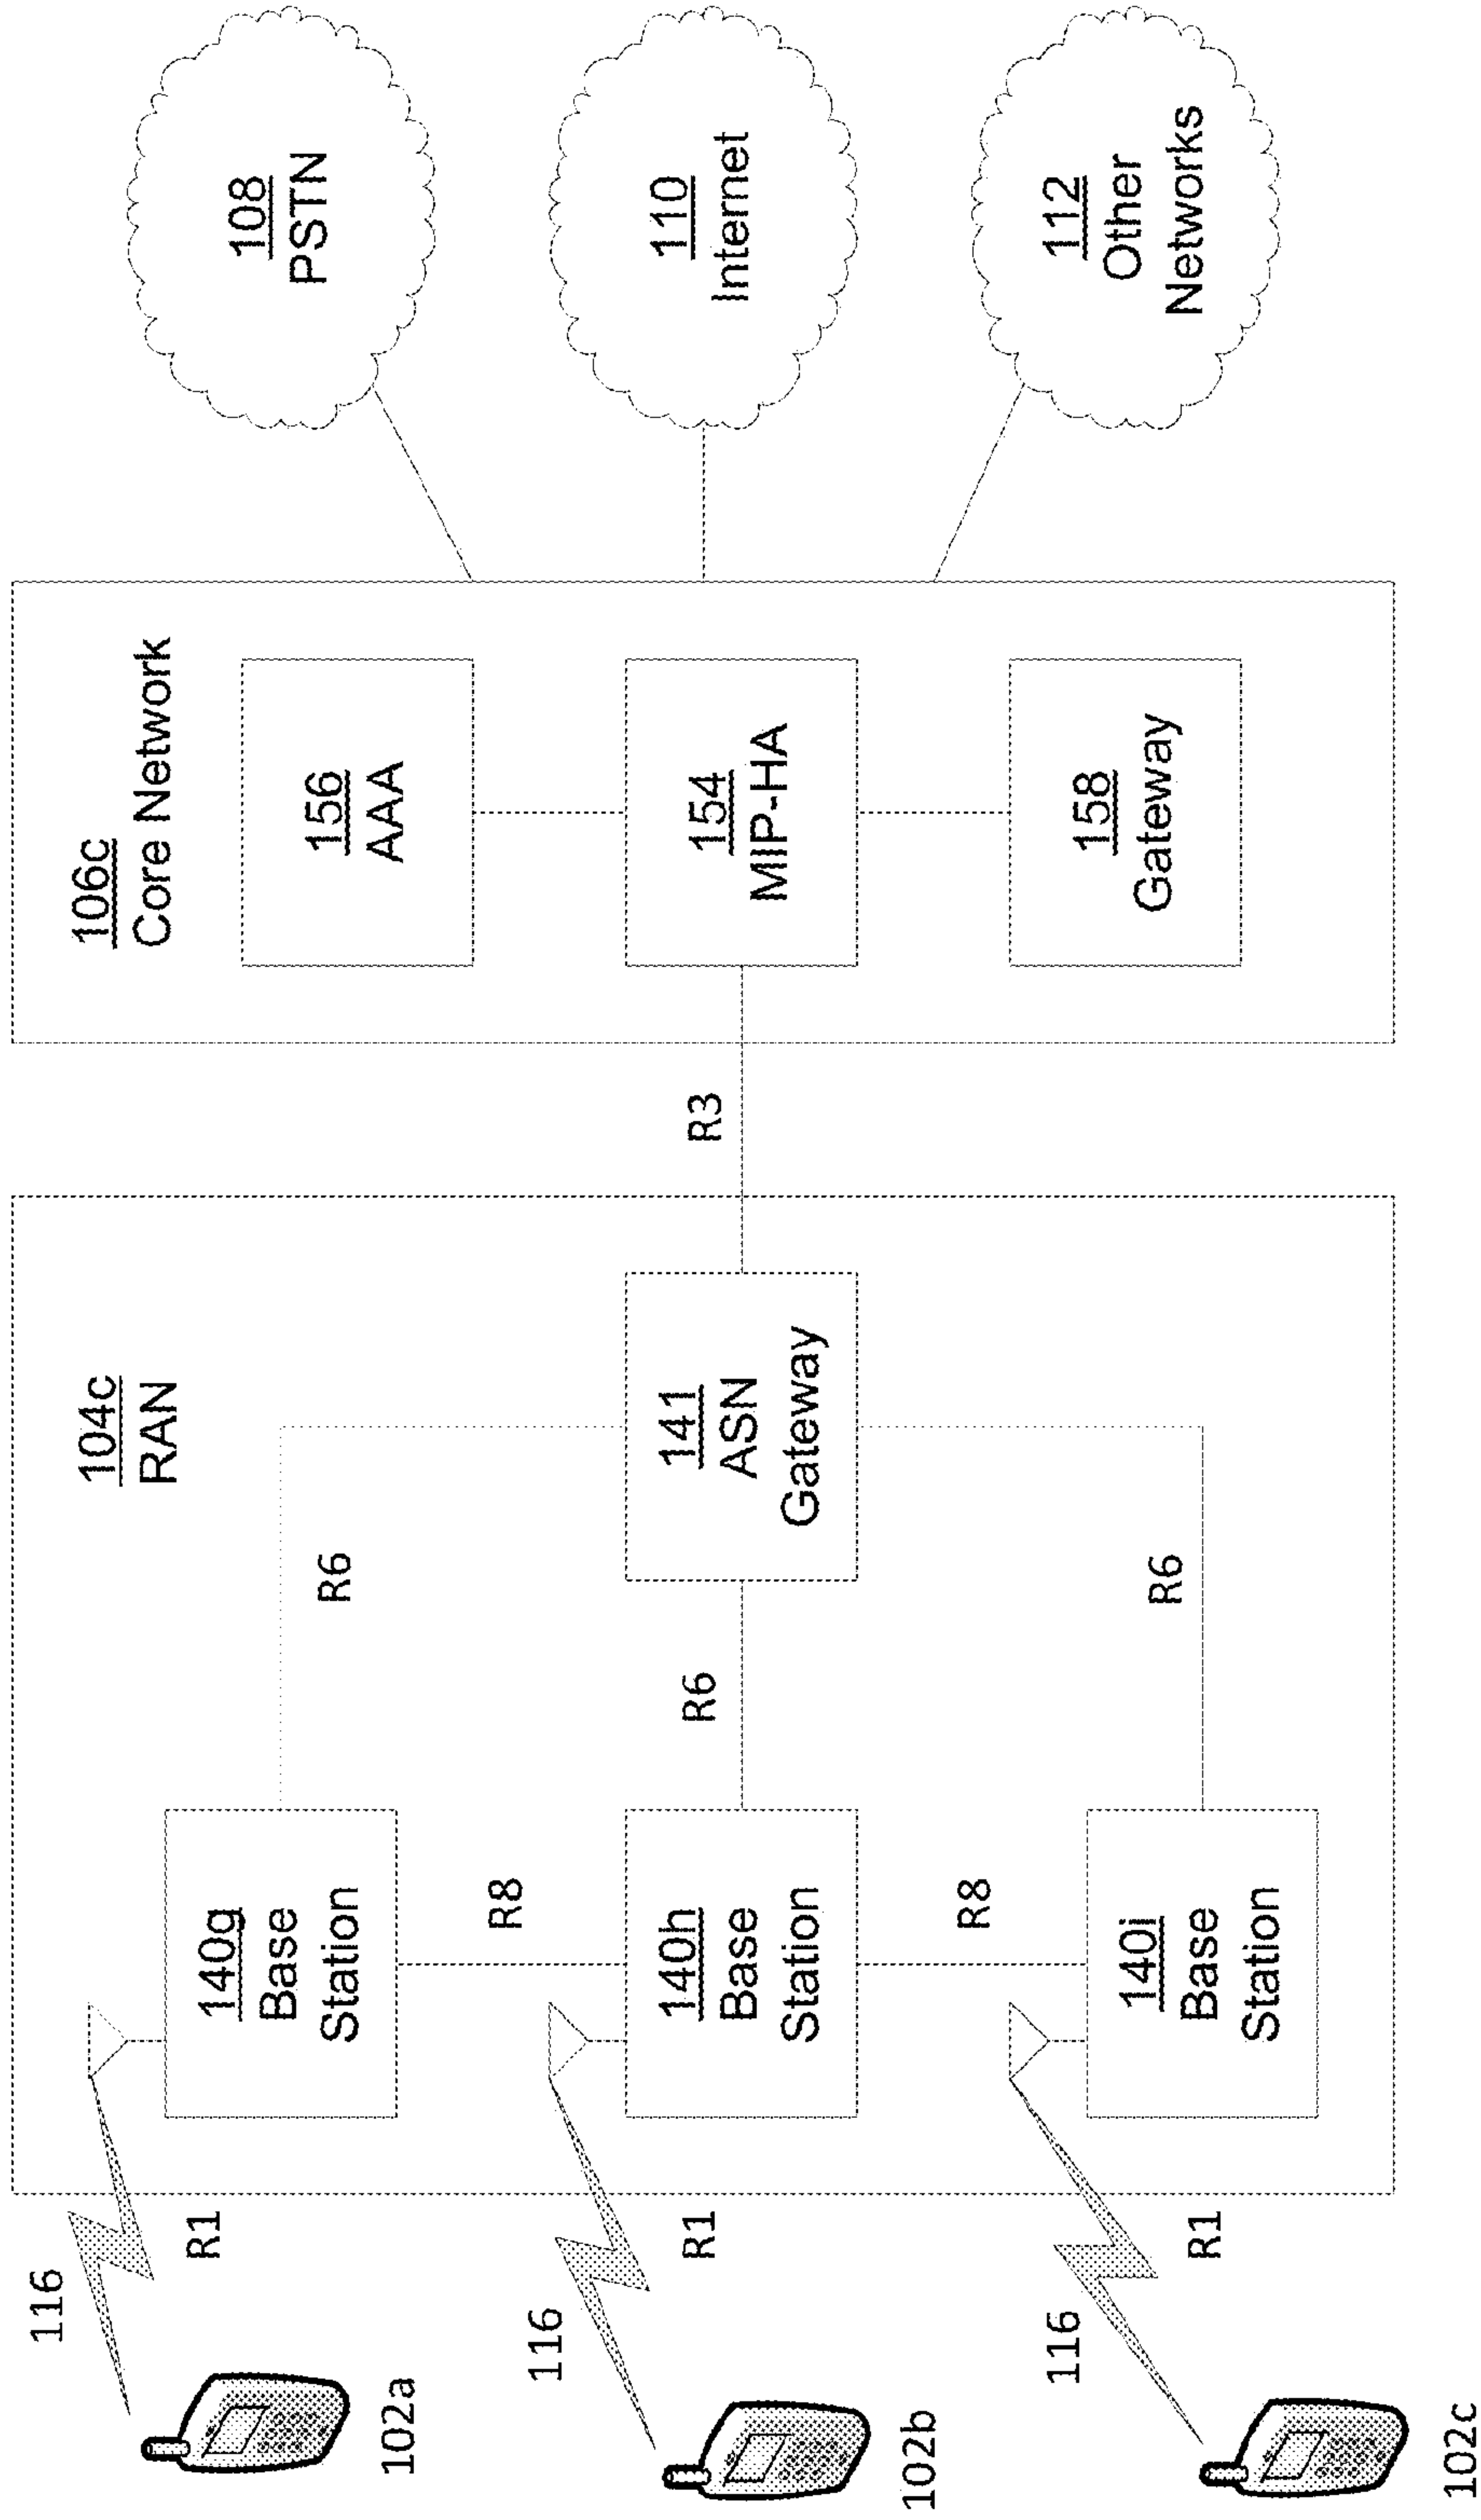 104c
RAN
106c
Core Network
116
R1
102a
140g
Base
Station
R6
R8
116
R1
102b
140h
Base
Station
R6
141
ASN
Gateway
R3
R8
116
R1
102c
140i
Base
Station
R6
156
AAA
154
MIP-HA
158
Gateway
108
PSTN
110
Internet
112
Other
Networks